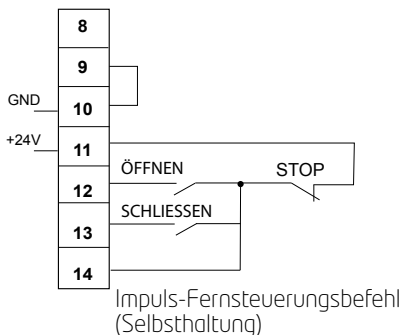 8
9
GND 10
+24V 11
ÖFFNEN STOP
12
SCHLIESSEN
13
14
Impuls-Fernsteuerungsbefehl
(Selbsthaltung)